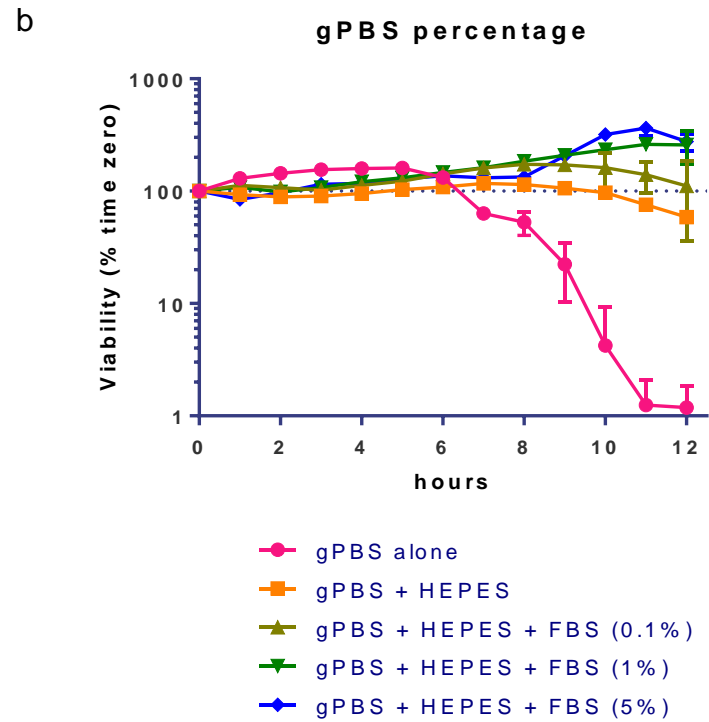 b
gPBS percentage
Viability (% time zero)
1000
100
10
1
0 2 4 6 8 10 12
hours
gPBS alone
gPBS + HEPES
gPBS + HEPES + FBS (0.1%)
gPBS + HEPES + FBS (1%)
gPBS + HEPES + FBS (5%)